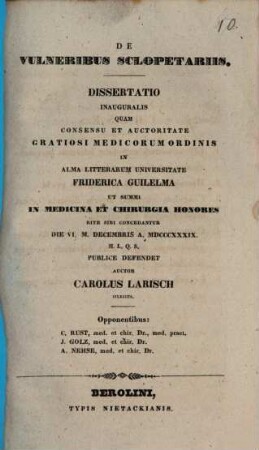 10.
DE
VULNERIBUS SCLOPETARIIS.
DISSERTATIO
INAUGURALIS
QUAM
CONSENSU ET AUCTORITATE
GRATIOSI MEDICORUM ORDINIS
IN
ALMA LITTERARUM UNIVERSITATE
FRIDERICA GUILELMA
UT SUMMI
IN MEDICINA ET CHIRURGIA HONORES
RITE SIBI CONCEDANTUR
DIE VI. M. DECEMBRIS A. MDCCCXXXIX.
H. L. Q. S.
PUBLICE DEFENDET
AUCTOR
CAROLUS LARISCH
Opponentibus:
C. RUST, med. et chir. Dr., med. pract.
J. GOLZ, med. et chir. Dr.
A. NEHSE, med. et chir. Dr.
BEROLINI,
TYPIS NIETACKIANIS.